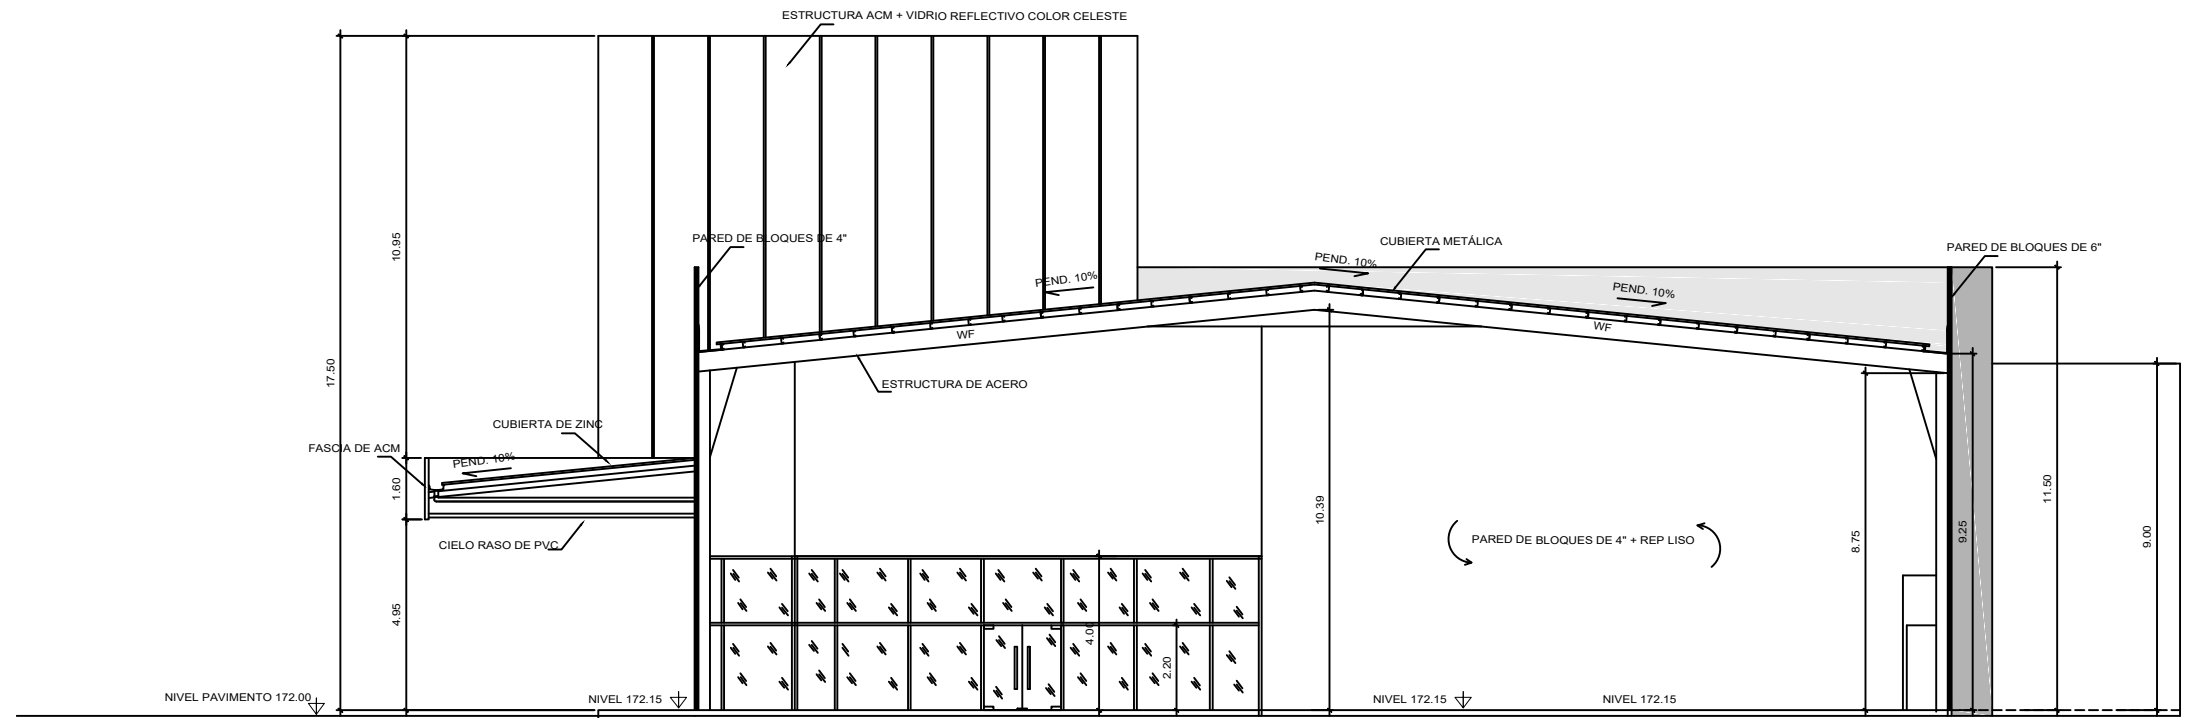 ESTRUCTURA ACM + VIDRIO REFLECTIVO COLOR CELESTE
PARED DE BLOQUES DE 4"
CUBIERTA METÁLICA
PARED DE BLOQUES DE 6"
10.95
PEND. 10%
PEND. 10%
PEND. 10%
WF
WF
17.50
ESTRUCTURA DE ACERO
CUBIERTA DE ZINC
FASCIA DE ACM
PEND. 10%
1.60
10.39
11.50
9.25
8.75
9.00
CIELO RASO DE PVC
PARED DE BLOQUES DE 4" + REP LISO
4.95
4.00
2.20
NIVEL PAVIMENTO 172.00
NIVEL 172.15
NIVEL 172.15
NIVEL 172.15